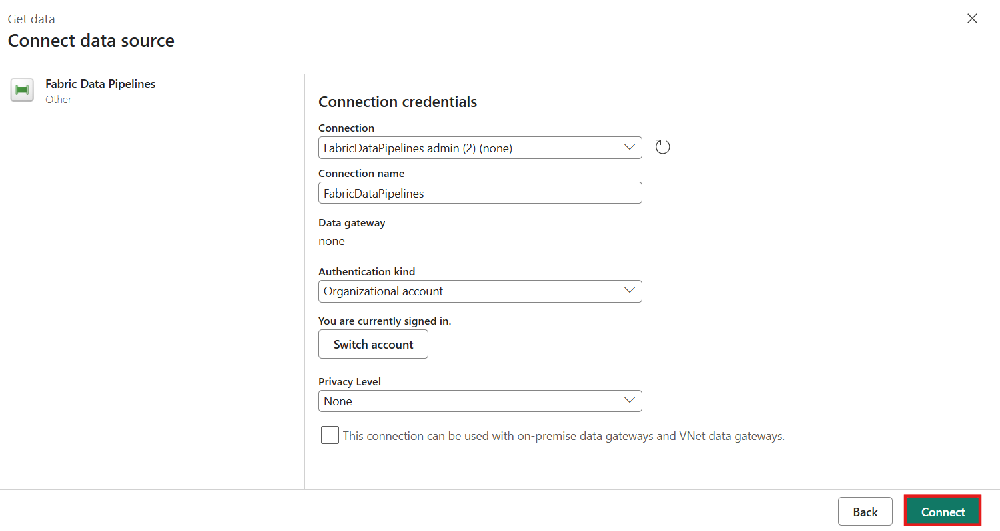 Get data
Connect data source
Fabric Data Pipelines
Other
Connection credentials
Connection
FabricDataPipelines admin (2) (none)
Connection name
FabricDataPipelines
Data gateway
none
Authentication kind
Organizational account
You are currently signed in.
Switch account
Privacy Level
None
This connection can be used with on-premise data gateways and VNet data gateways.
Back
Connect